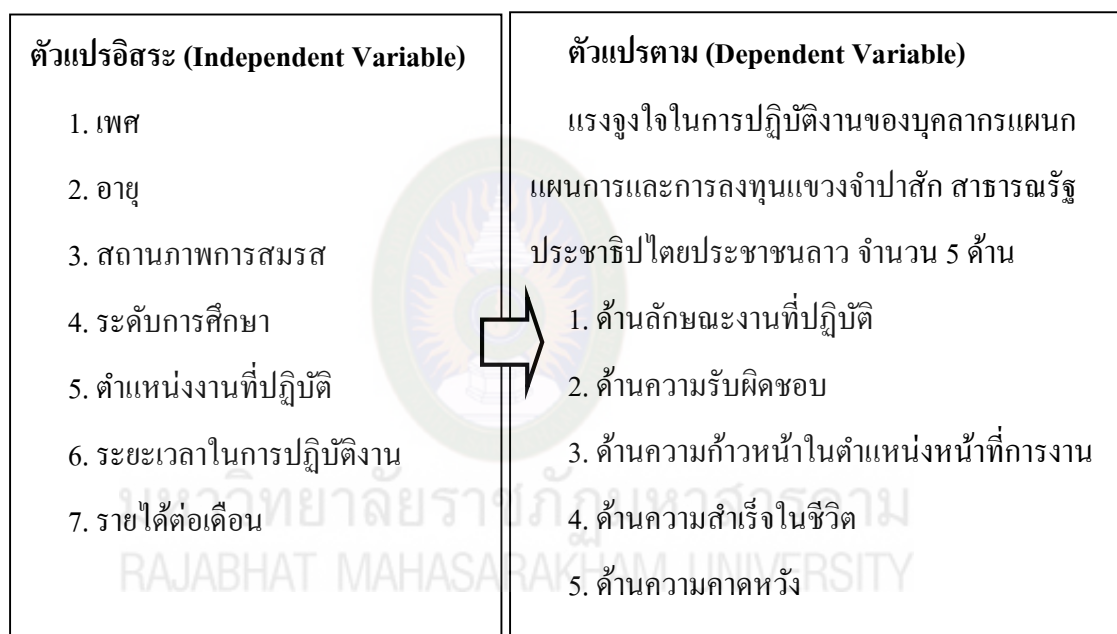 ตัวแปรอิสระ (Independent Variable)
1. เพศ
2. อายุ
3. สถานภาพการสมรส
4. ระดับการศึกษา
5. ตำแหน่งงานที่ปฏิบัติ
6. ระยะเวลาในการปฏิบัติงาน
7. รายได้ต่อเดือน
ตัวแปรตาม (Dependent Variable)
แรงจูงใจในการปฏิบัติงานของบุคลากรแผนก
แผนการและการลงทุนแขวงจำปาสัก สาธารณรัฐ
ประชาธิปไตยประชาชนลาว จำนวน 5 ด้าน
1. ด้านลักษณะงานที่ปฏิบัติ
2. ด้านความรับผิดชอบ
3. ด้านความก้าวหน้าในตำแหน่งหน้าที่การงาน
4. ด้านความสำเร็จในชีวิต
5. ด้านความคาดหวัง
มหาวิทยาลัยราชภัฏมหาสารคาม
RAJABHAT MAHASARAKHAM UNIVERSITY